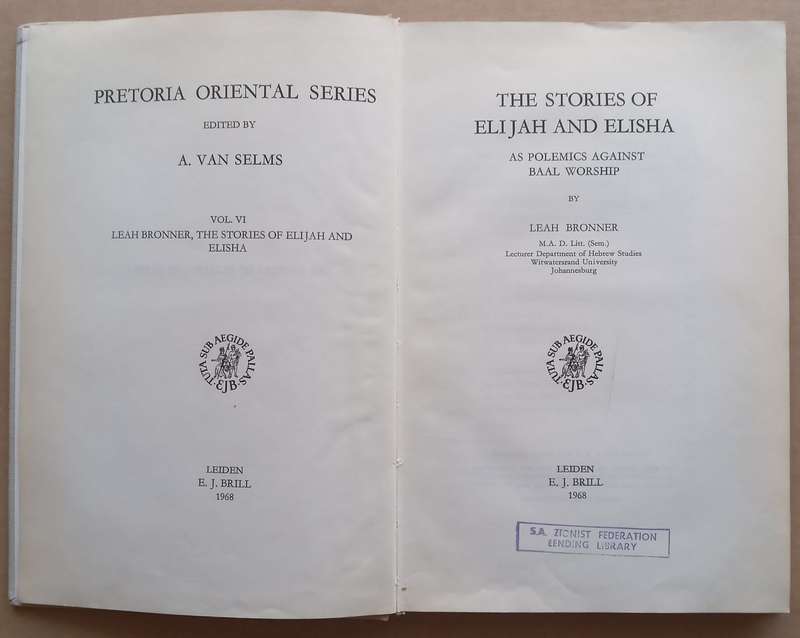 PRETORIA ORIENTAL SERIES
EDITED BY
A. VAN SELMS
VOL. VI
LEAH BRONNER, THE STORIES OF ELIJAH AND
ELISHA
TUTA SUB AEGIDE PALLAS
EJB
LEIDEN
E. J. BRILL
1968
THE STORIES OF
ELIJAH AND ELISHA
AS POLEMICS AGAINST
BAAL WORSHIP
BY
LEAH BRONNER
M.A. D. Litt. (Sem.)
Lecturer Department of Hebrew Studies
Witwatersrand University
Johannesburg
TUTA SUB AEGIDE PALLAS
EJB
LEIDEN
E. J. BRILL
1968
S.A. ZIONIST FEDERATION
LENDING LIBRARY